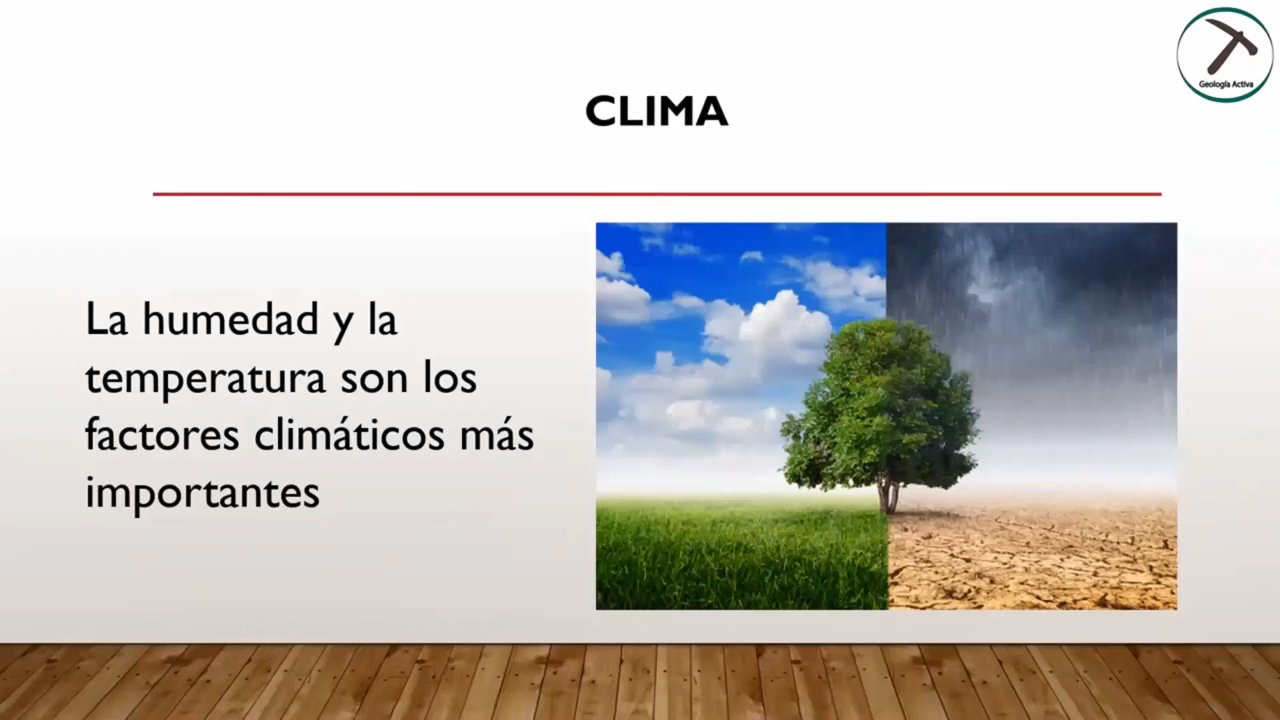 Geología Activa
CLIMA
La humedad y la
temperatura son los
factores climáticos más
importantes